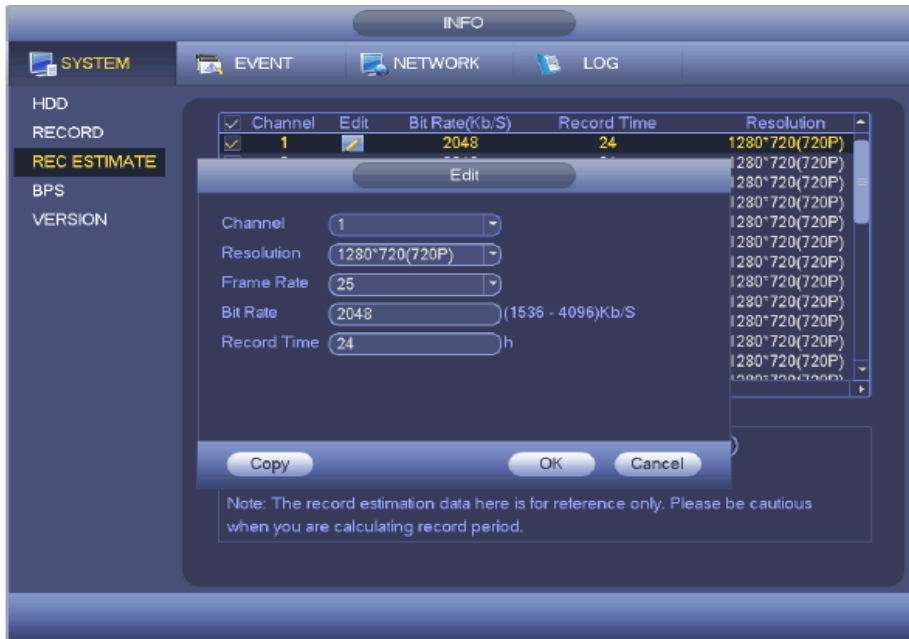 INFO
SYSTEM EVENT NETWORK LOG
HDD
RECORD
REC ESTIMATE
BPS
VERSION
Channel Edit Bit Rate(Kb/S) Record Time Resolution
1 2048 24 1280*720(720P)
1280*720(720P)
Edit
1280*720(720P)
1280*720(720P)
Channel 1
1280*720(720P)
1280*720(720P)
Resolution 1280*720(720P)
1280*720(720P)
1280*720(720P)
Frame Rate 25
1280*720(720P)
Bit Rate 2048 (1536 - 4096)Kb/S
1280*720(720P)
1280*720(720P)
Record Time 24 h
1280*720(720P)
Copy OK Cancel
Note: The record estimation data here is for reference only. Please be cautious
when you are calculating record period.